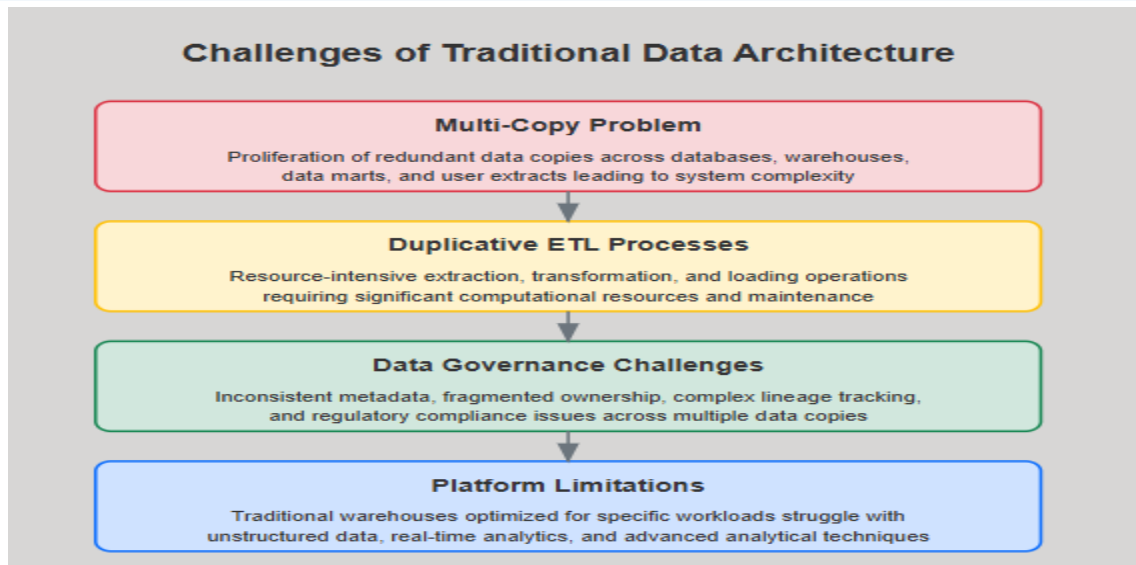 Challenges of Traditional Data Architecture
Multi-Copy Problem
Proliferation of redundant data copies across databases, warehouses,
data marts, and user extracts leading to system complexity
Duplicative ETL Processes
Resource-intensive extraction, transformation, and loading operations
requiring significant computational resources and maintenance
Data Governance Challenges
Inconsistent metadata, fragmented ownership, complex lineage tracking,
and regulatory compliance issues across multiple data copies
Platform Limitations
Traditional warehouses optimized for specific workloads struggle with
unstructured data, real-time analytics, and advanced analytical techniques